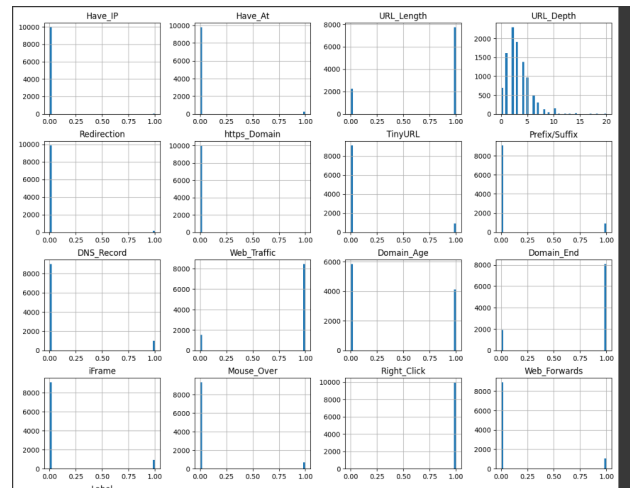 Have_IP Have_At URL_Length URL_Depth
10000 10000 8000
8000 8000 6000 2000
6000 6000 1500
4000 4000 4000 1000
2000 2000 2000 500
0 0 0 0
0.00 0.25 0.50 0.75 1.00 0.00 0.25 0.50 0.75 1.00 0.00 0.25 0.50 0.75 1.00 0 5 10 15 20
Redirection https_Domain TinyURL Prefix/Suffix
10000 10000
8000 8000 8000 8000
6000 6000 6000 6000
4000 4000 4000 4000
2000 2000 2000 2000
0 0 0 0
0.00 0.25 0.50 0.75 1.00 0.00 0.25 0.50 0.75 1.00 0.00 0.25 0.50 0.75 1.00 0.00 0.25 0.50 0.75 1.00
DNS_Record Web_Traffic Domain_Age Domain_End
8000 8000 6000 8000
6000 6000 4000 6000
4000 4000 4000
2000 2000 2000 2000
0 0 0 0
0.00 0.25 0.50 0.75 1.00 0.00 0.25 0.50 0.75 1.00 0.00 0.25 0.50 0.75 1.00 0.00 0.25 0.50 0.75 1.00
iFrame Mouse_Over Right_Click Web_Forwards
10000
8000 8000 8000 8000
6000 6000 6000 6000
4000 4000 4000 4000
2000 2000 2000 2000
0 0 0 0
0.00 0.25 0.50 0.75 1.00 0.00 0.25 0.50 0.75 1.00 0.00 0.25 0.50 0.75 1.00 0.00 0.25 0.50 0.75 1.00
Label